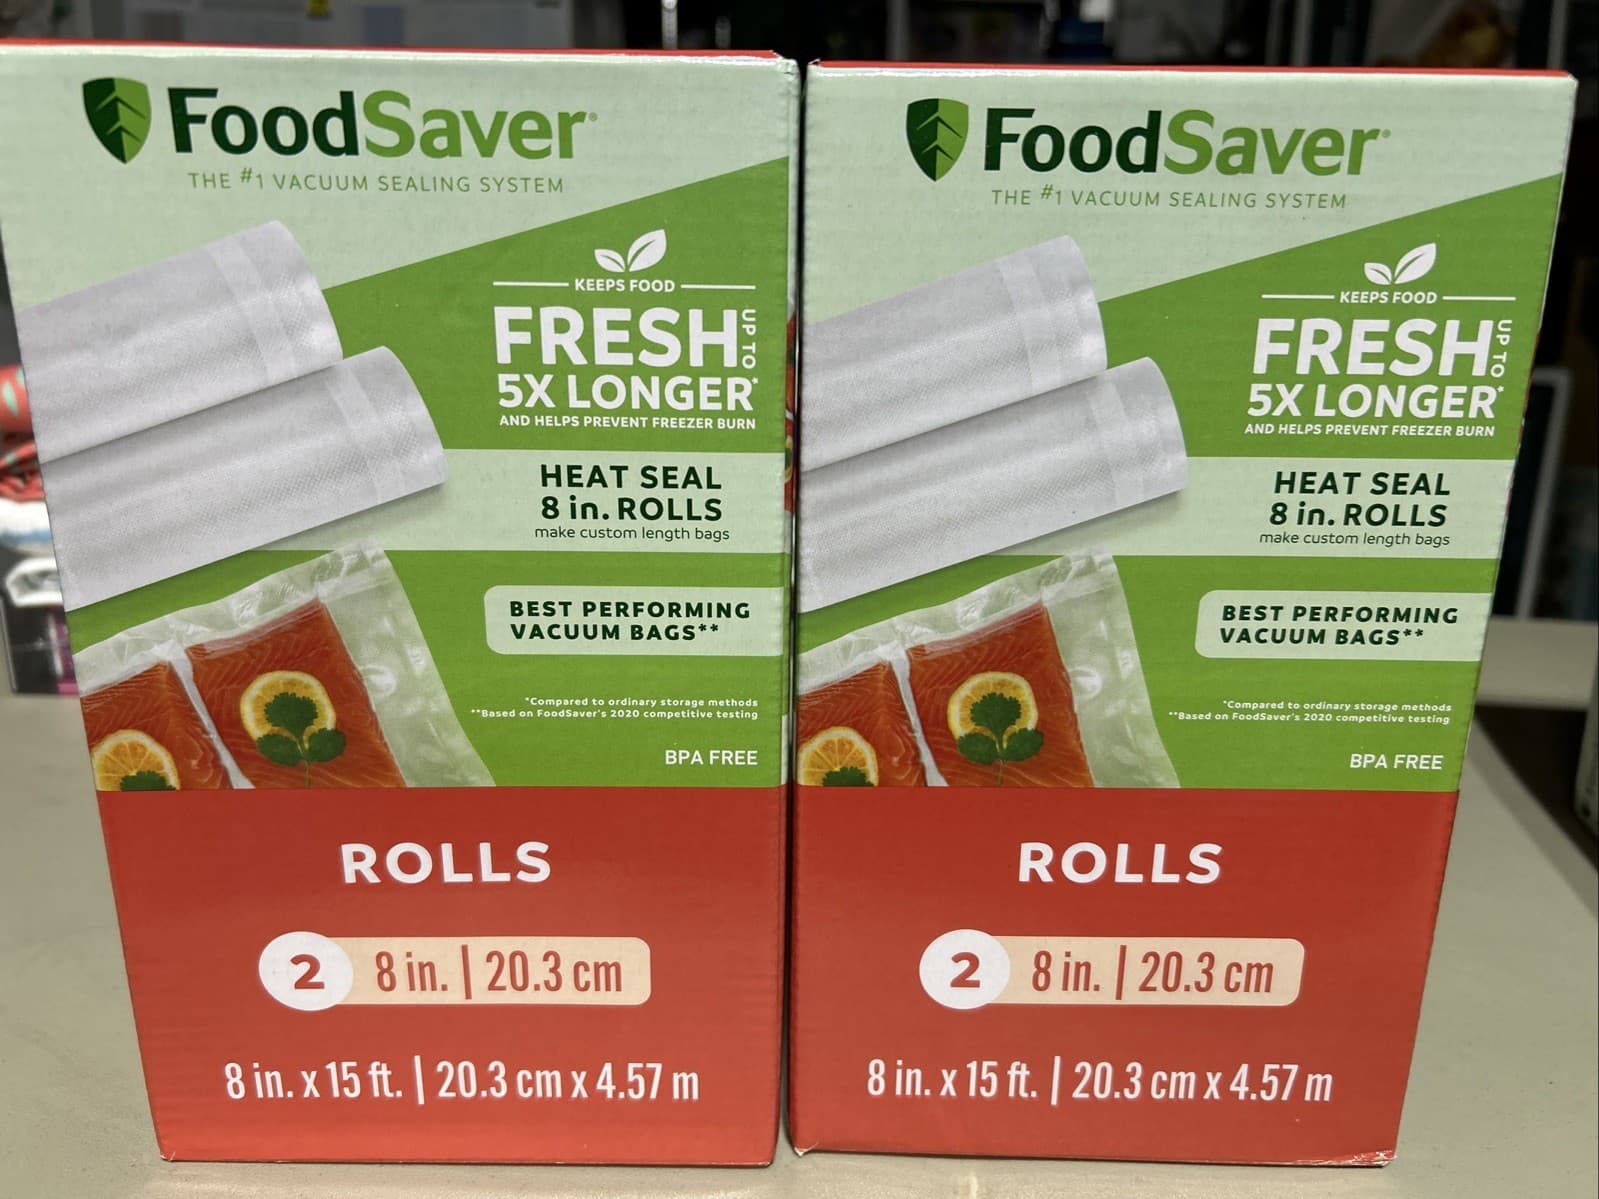 FoodSaver®
THE #1 VACUUM SEALING SYSTEM
KEEPS FOOD
FRESH UP TO
5X LONGER*
AND HELPS PREVENT FREEZER BURN
HEAT SEAL
8 in. ROLLS
make custom length bags
BEST PERFORMING
VACUUM BAGS**
*Compared to ordinary storage methods
**Based on FoodSaver's 2020 competitive testing
BPA FREE
ROLLS
2 8 in. | 20.3 cm
8 in. x 15 ft. | 20.3 cm x 4.57 m
FoodSaver®
THE #1 VACUUM SEALING SYSTEM
KEEPS FOOD
FRESH UP TO
5X LONGER*
AND HELPS PREVENT FREEZER BURN
HEAT SEAL
8 in. ROLLS
make custom length bags
BEST PERFORMING
VACUUM BAGS**
*Compared to ordinary storage methods
**Based on FoodSaver's 2020 competitive testing
BPA FREE
ROLLS
2 8 in. | 20.3 cm
8 in. x 15 ft. | 20.3 cm x 4.57 m